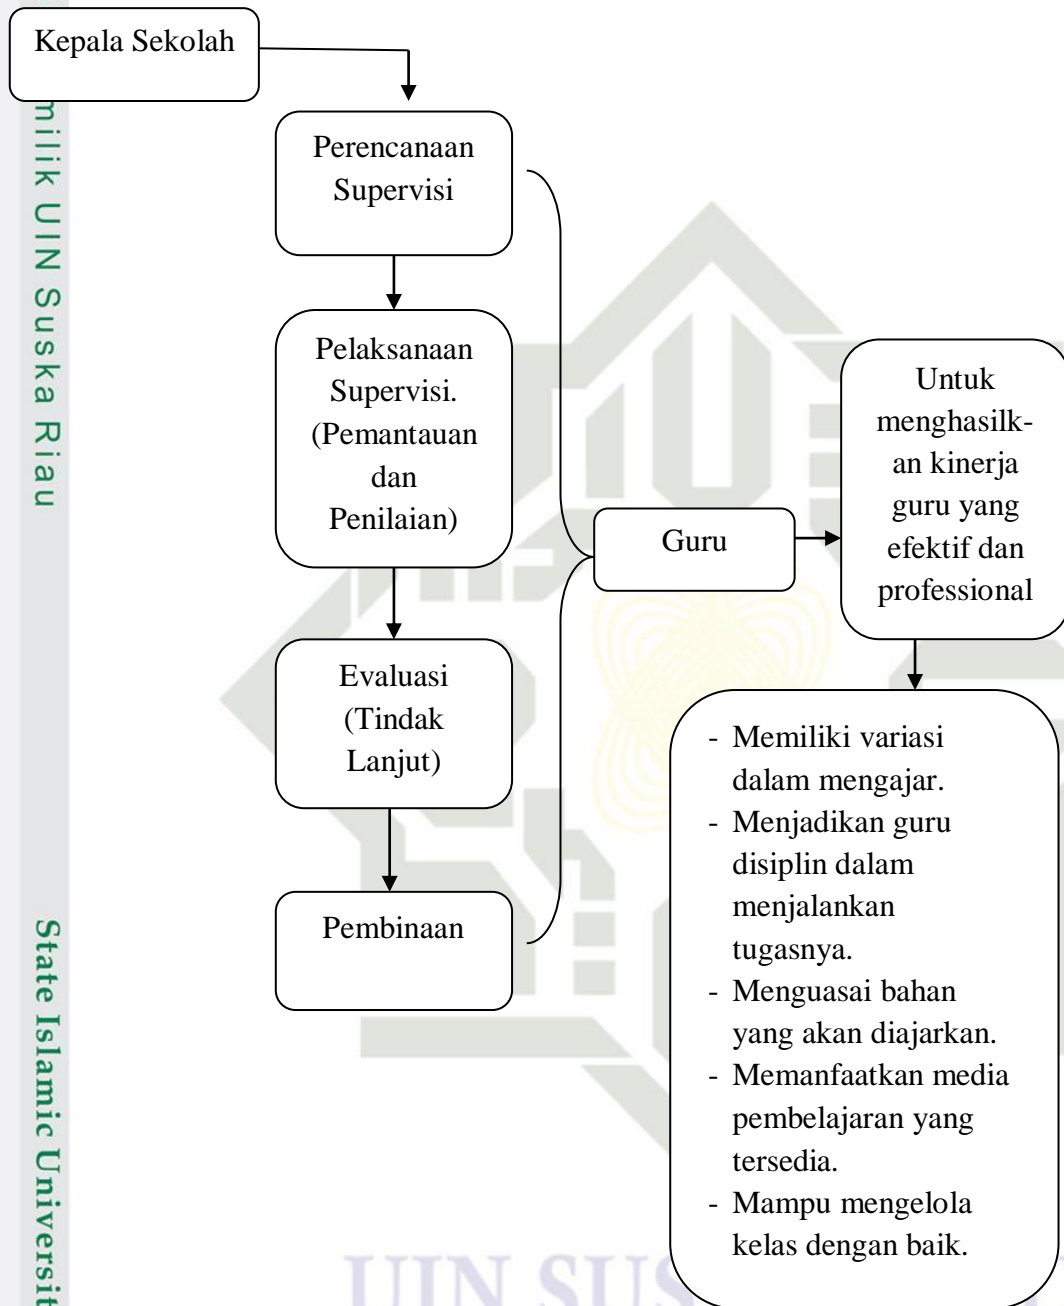 Kepala Sekolah
Perencanaan
Supervisi
Pelaksanaan
Supervisi.
(Pemantauan
dan
Penilaian)
Evaluasi
(Tindak
Lanjut)
Pembinaan
Guru
Untuk
menghasilk-
an kinerja
guru yang
efektif dan
professional
- Memiliki variasi
dalam mengajar.
- Menjadikan guru
disiplin dalam
menjalankan
tugasnya.
- Menguasai bahan
yang akan diajarkan.
- Memanfaatkan media
pembelajaran yang
tersedia.
- Mampu mengelola
kelas dengan baik.
milik UIN Suska Riau
State Islamic Universit
UIN SUS